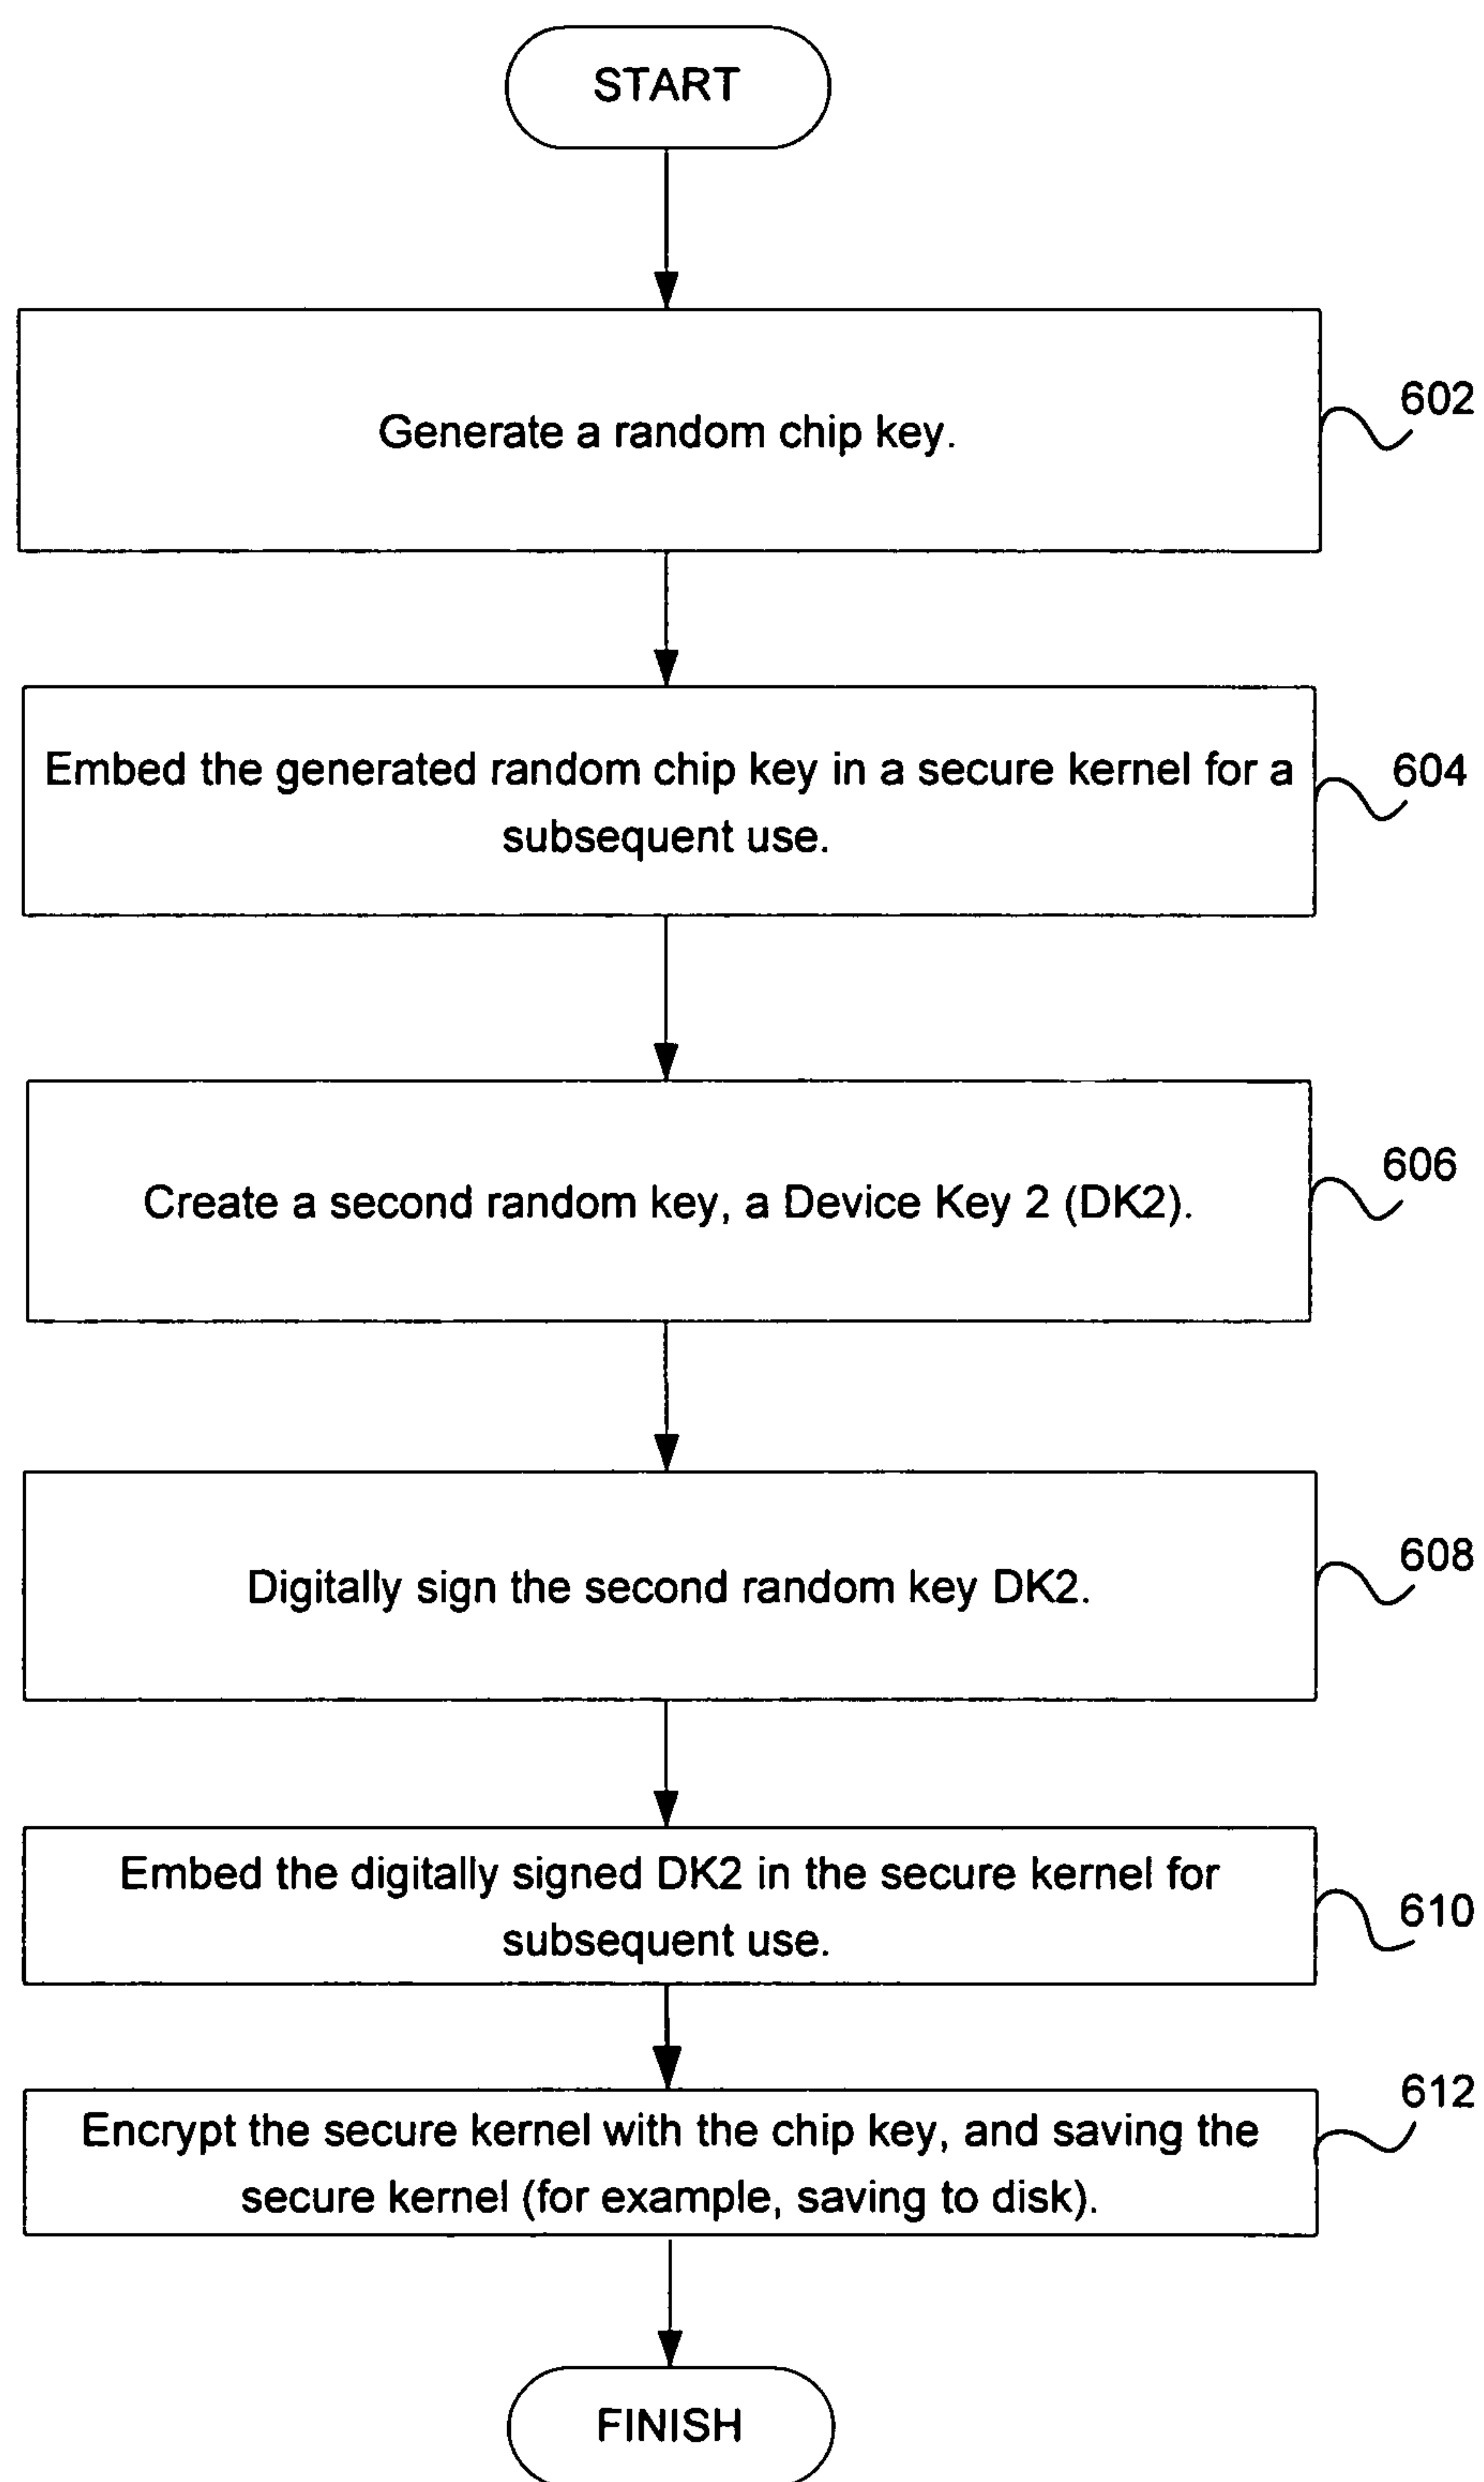 START
Generate a random chip key.
602
Embed the generated random chip key in a secure kernel for a
subsequent use.
604
Create a second random key, a Device Key 2 (DK2).
606
Digitally sign the second random key DK2.
608
Embed the digitally signed DK2 in the secure kernel for
subsequent use.
610
Encrypt the secure kernel with the chip key, and saving the
secure kernel (for example, saving to disk).
612
FINISH